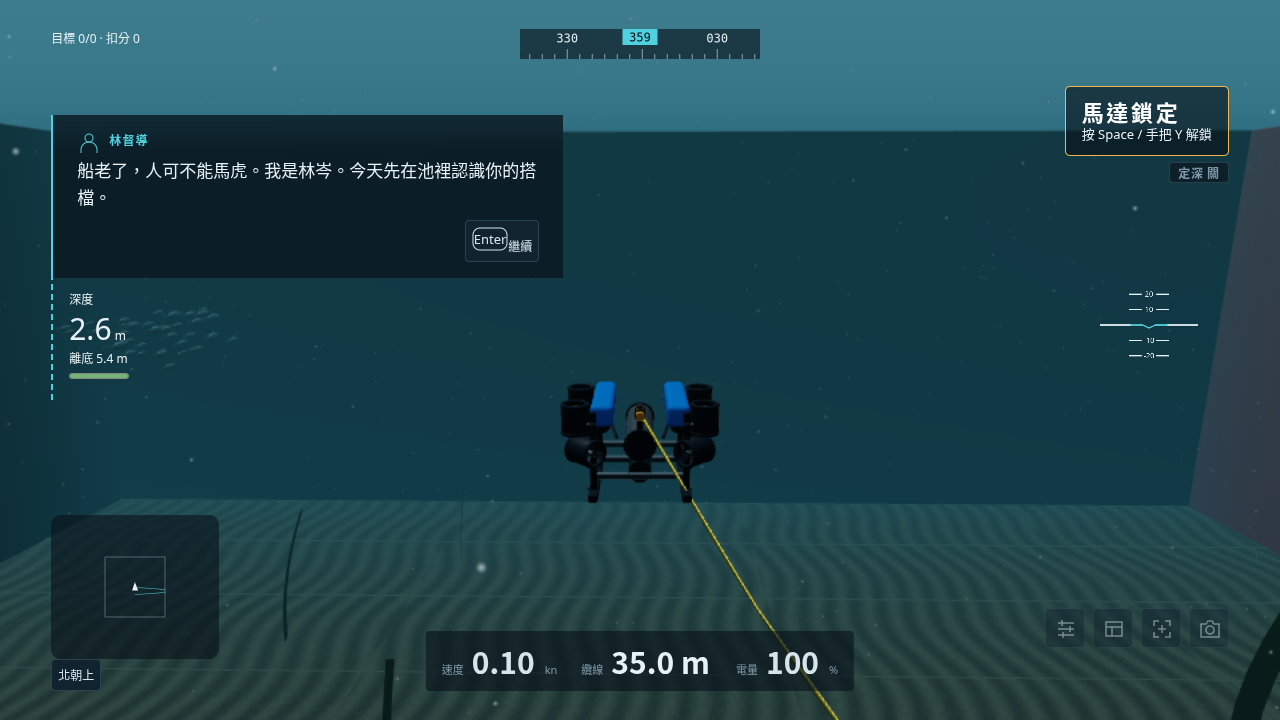 目標 0/0 · 扣分 0
330 359 030
馬達鎖定
按 Space / 手把 Y 解鎖
定深 關
林督導
船老了，人可不能馬虎。我是林岑。今天先在池裡認識你的搭
檔。
Enter 繼續
深度
2.6 m
離底 5.4 m
20
10
-10
-20
北朝上
速度 0.10 kn 纜線 35.0 m 電量 100 %